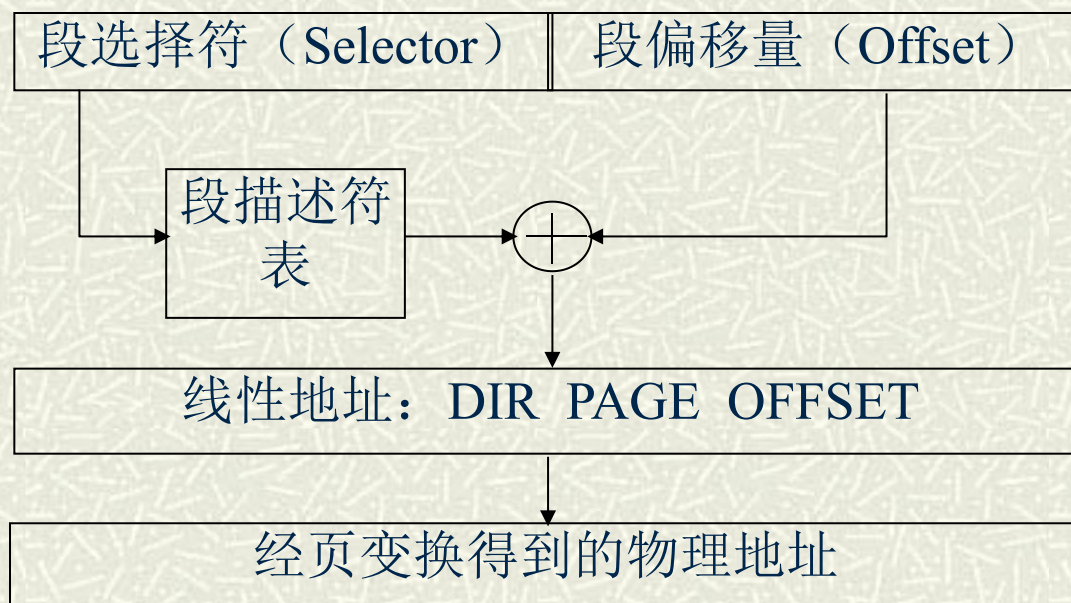 段选择符（Selector）
段偏移量（Offset）
段描述符
表
线性地址：DIR PAGE OFFSET
经页变换得到的物理地址